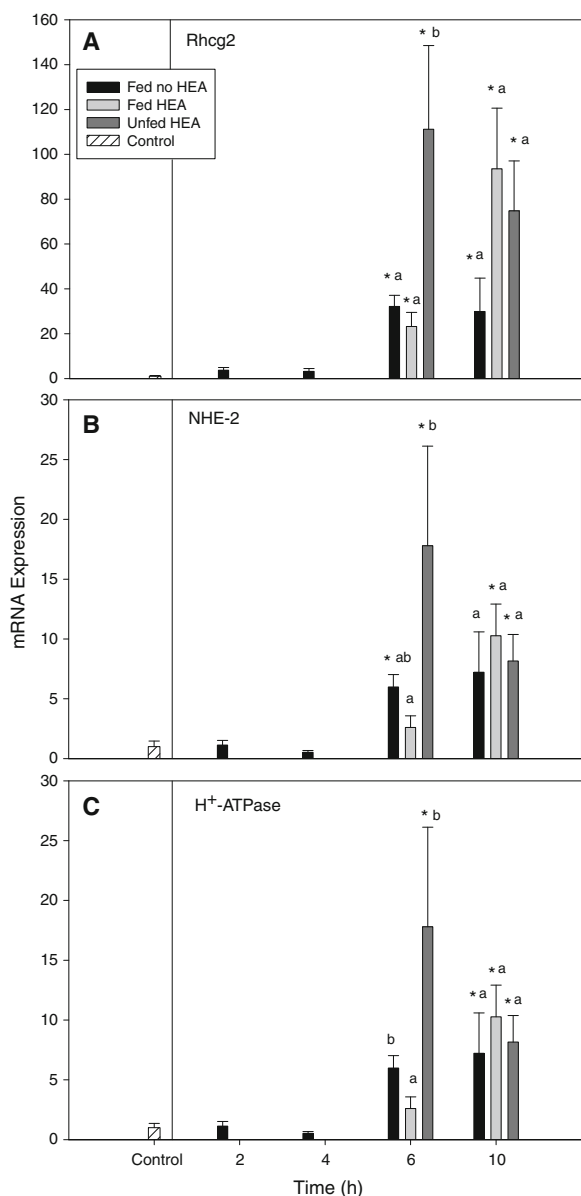 A
Rhcg2
Fed no HEA
Fed HEA
Unfed HEA
Control
160
140
120
100
80
60
40
20
0
* a
* a
* b
* a
* a
* a
B
NHE-2
30
25
20
15
10
5
0
* ab
a
* b
a
* a
* a
mRNA Expression
C
H+-ATPase
30
25
20
15
10
5
0
b
a
* b
* a
* a
* a
Control 2 4 6 10
Time (h)